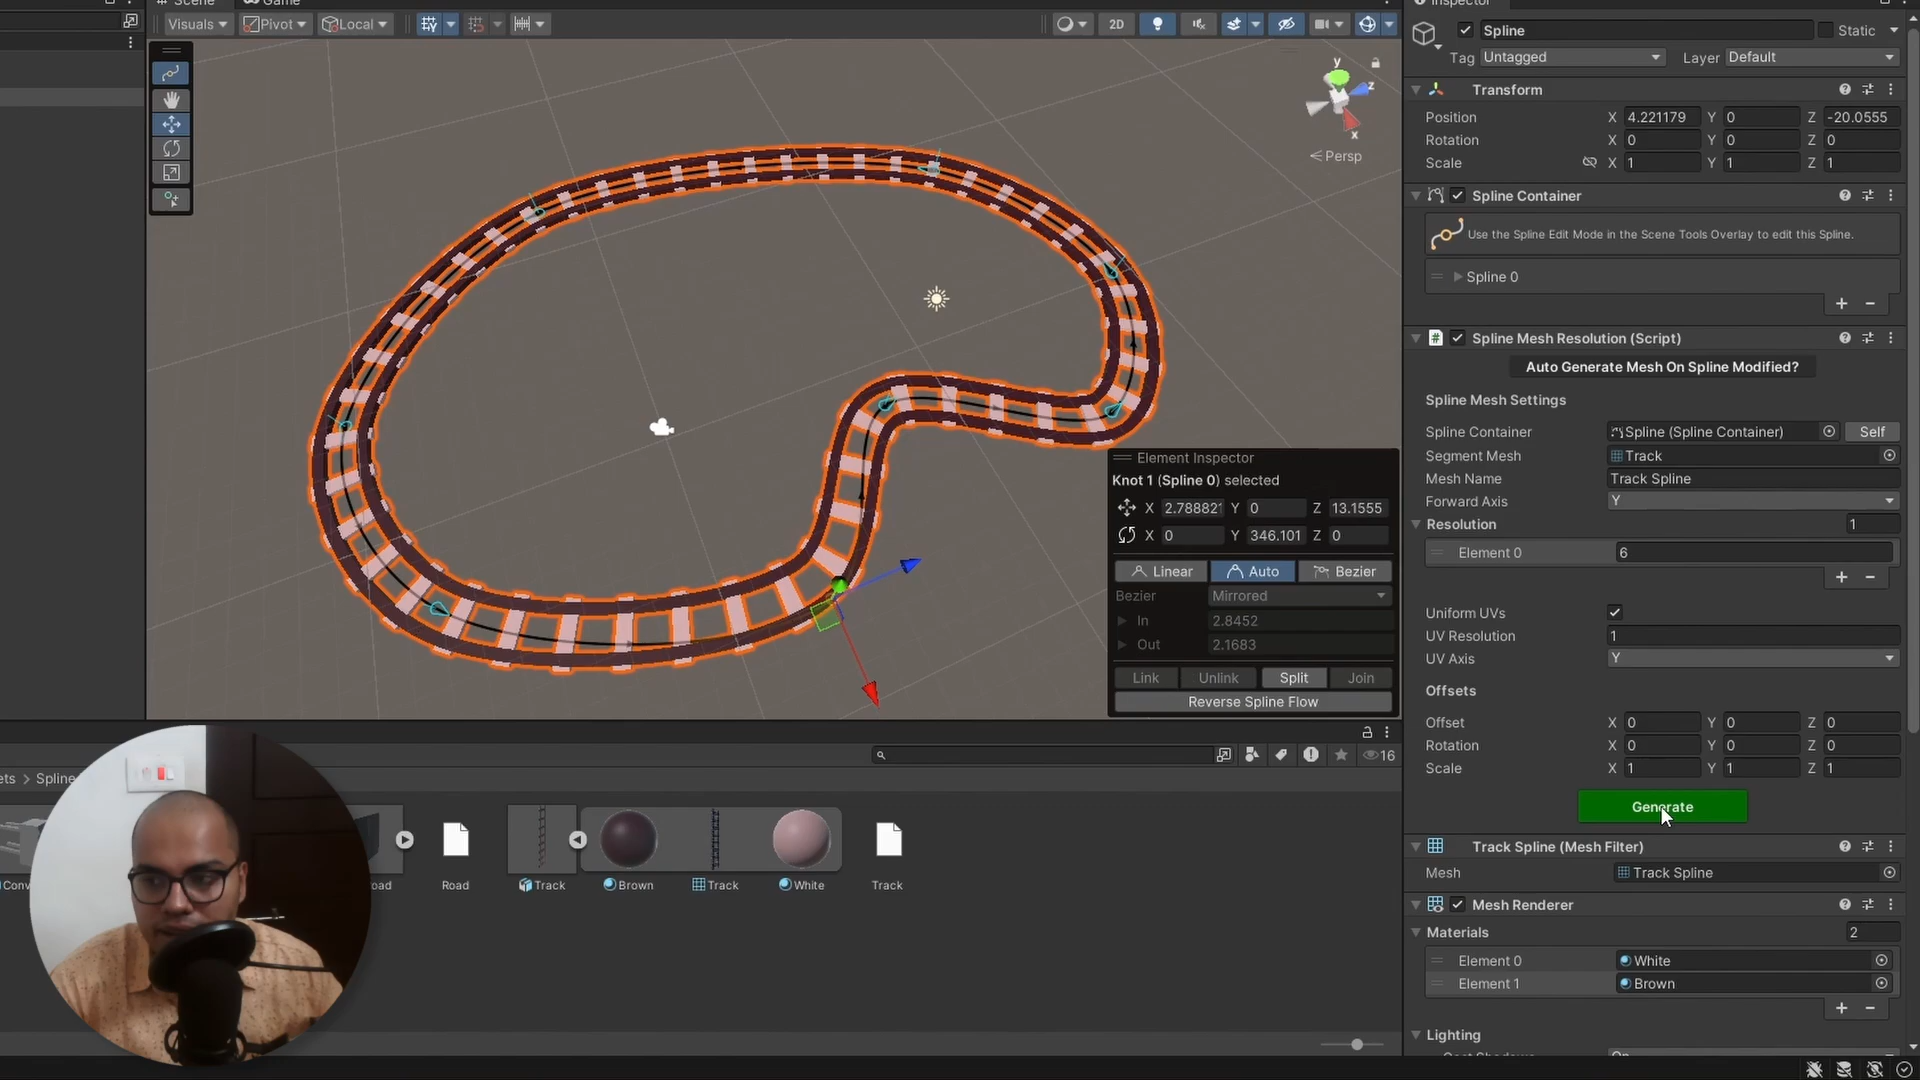 Scene Game
Inspector
Visuals Pivot Local 2D
Spline Static
Tag Untagged Layer Default
Transform
Position X 4.221179 Y 0 Z -20.0555
Rotation X 0 Y 0 Z 0
Scale X 1 Y 1 Z 1
y
z
x
Persp
Spline Container
Use the Spline Edit Mode in the Scene Tools Overlay to edit this Spline.
Spline 0
Spline Mesh Resolution (Script)
Auto Generate Mesh On Spline Modified?
Spline Mesh Settings
Spline Container Spline (Spline Container) Self
Segment Mesh Track
Mesh Name Track Spline
Forward Axis Y
Resolution 1
Element 0 6
Uniform UVs
UV Resolution 1
UV Axis Y
Offsets
Offset X 0 Y 0 Z 0
Rotation X 0 Y 0 Z 0
Scale X 1 Y 1 Z 1
Generate
Track Spline (Mesh Filter)
Mesh Track Spline
Mesh Renderer
Materials 2
Element 0 White
Element 1 Brown
Lighting
Element Inspector
Knot 1 (Spline 0) selected
X 2.788821 Y 0 Z 13.1555
X 0 Y 346.101 Z 0
Linear Auto Bezier
Bezier Mirrored
In 2.8452
Out 2.1683
Link Unlink Split Join
Reverse Spline Flow
16
ets > Spline
Conv
oad
Road
Track
Brown
Track
White
Track